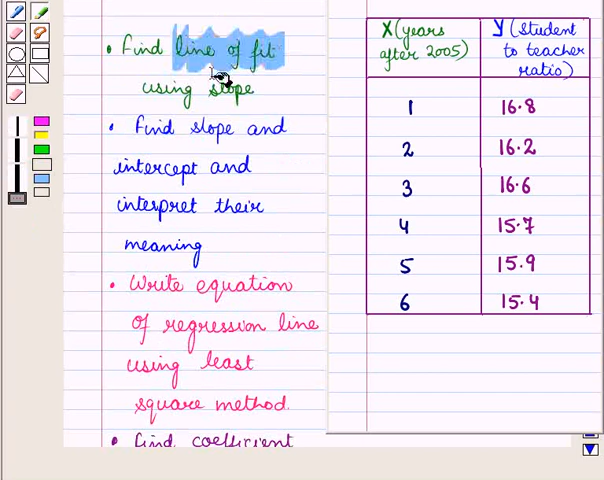 • Find line of fit
using slope
• Find slope and
intercept and
interpret their
meaning
• Write equation
of regression line
using least
square method.
• Find coefficient
X (years after 2005) Y (Student to teacher ratio)
1 16.8
2 16.2
3 16.6
4 15.7
5 15.9
6 15.4